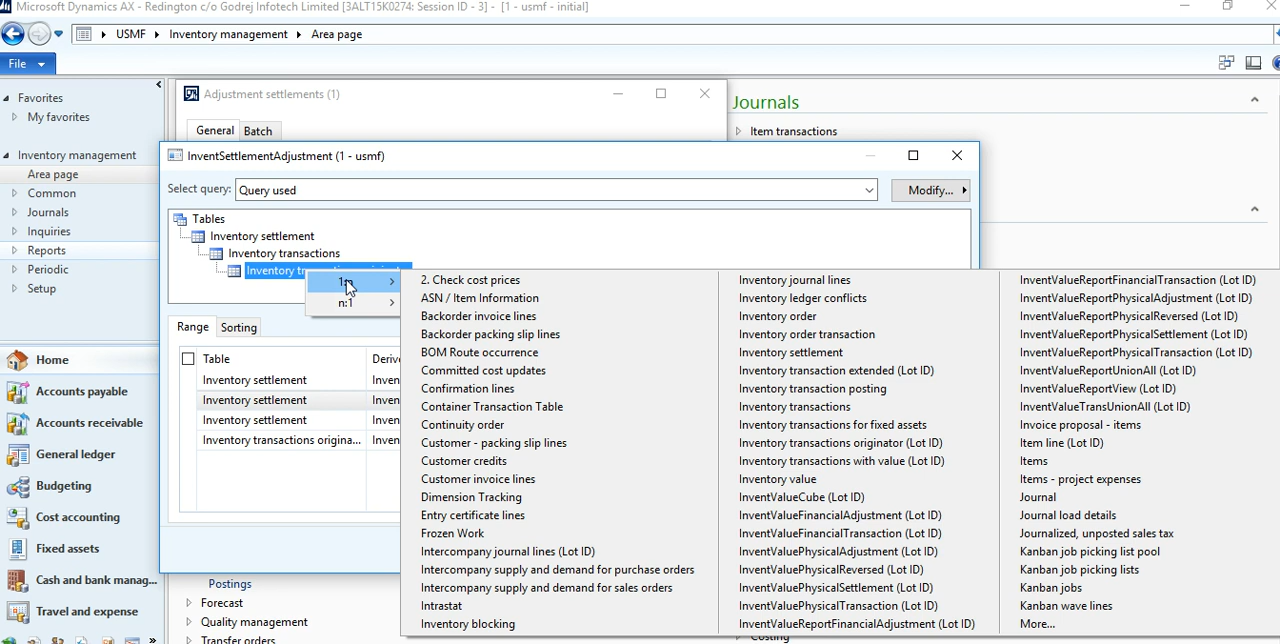 Microsoft Dynamics AX - Redington c/o Godrej Infotech Limited [3ALT15K0274: Session ID - 3] - [1 - usmf - initial]
USMF Inventory management Area page
File
Favorites
My favorites
Inventory management
Area page
Common
Journals
Inquiries
Reports
Periodic
Setup
Home
Accounts payable
Accounts receivable
General ledger
Budgeting
Cost accounting
Fixed assets
Cash and bank manag...
Travel and expense
Adjustment settlements (1)
General Batch
Journals
Item transactions
InventSettlementAdjustment (1 - usmf)
Select query: Query used Modify...
Tables
Inventory settlement
Inventory transactions
Inventory
1:n
n:1
Range Sorting
Table
Inventory settlement
Inventory settlement
Inventory settlement
Inventory transactions origina...
2. Check cost prices
ASN / Item Information
Backorder invoice lines
Backorder packing slip lines
BOM Route occurrence
Committed cost updates
Confirmation lines
Container Transaction Table
Continuity order
Customer - packing slip lines
Customer credits
Customer invoice lines
Dimension Tracking
Entry certificate lines
Frozen Work
Intercompany journal lines (Lot ID)
Intercompany supply and demand for purchase orders
Intercompany supply and demand for sales orders
Intrastat
Inventory blocking
Inventory journal lines
Inventory ledger conflicts
Inventory order
Inventory order transaction
Inventory settlement
Inventory transaction extended (Lot ID)
Inventory transaction posting
Inventory transactions
Inventory transactions for fixed assets
Inventory transactions originator (Lot ID)
Inventory transactions with value (Lot ID)
Inventory value
InventValueCube (Lot ID)
InventValueFinancialAdjustment (Lot ID)
InventValueFinancialTransaction (Lot ID)
InventValuePhysicalAdjustment (Lot ID)
InventValuePhysicalReversed (Lot ID)
InventValuePhysicalSettlement (Lot ID)
InventValuePhysicalTransaction (Lot ID)
InventValueReportFinancialAdjustment (Lot ID)
InventValueReportFinancialTransaction (Lot ID)
InventValueReportPhysicalAdjustment (Lot ID)
InventValueReportPhysicalReversed (Lot ID)
InventValueReportPhysicalSettlement (Lot ID)
InventValueReportPhysicalTransaction (Lot ID)
InventValueReportUnionAll (Lot ID)
InventValueReportView (Lot ID)
InventValueTransUnionAll (Lot ID)
Invoice proposal - items
Item line (Lot ID)
Items
Items - project expenses
Journal
Journal load details
Journalized, unposted sales tax
Kanban job picking list pool
Kanban job picking lists
Kanban jobs
Kanban wave lines
More...
Postings
Forecast
Quality management
Transfer orders
Costing